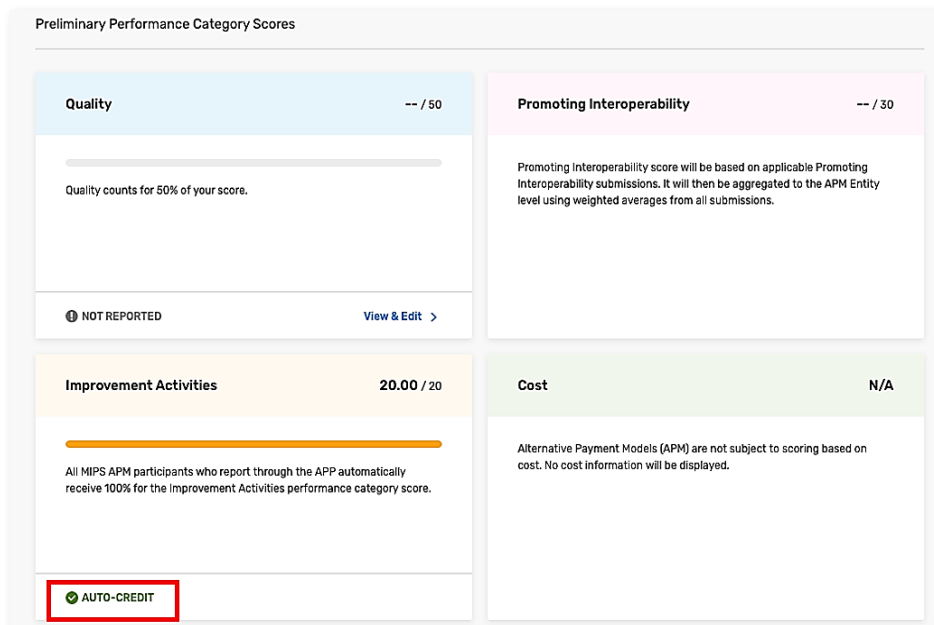 Preliminary Performance Category Scores
Quality -- / 50
Quality counts for 50% of your score.
NOT REPORTED View & Edit
Promoting Interoperability -- / 30
Promoting Interoperability score will be based on applicable Promoting
Interoperability submissions. It will then be aggregated to the APM Entity
level using weighted averages from all submissions.
Improvement Activities 20.00 / 20
All MIPS APM participants who report through the APP automatically
receive 100% for the Improvement Activities performance category score.
AUTO-CREDIT
Cost N/A
Alternative Payment Models (APM) are not subject to scoring based on
cost. No cost information will be displayed.